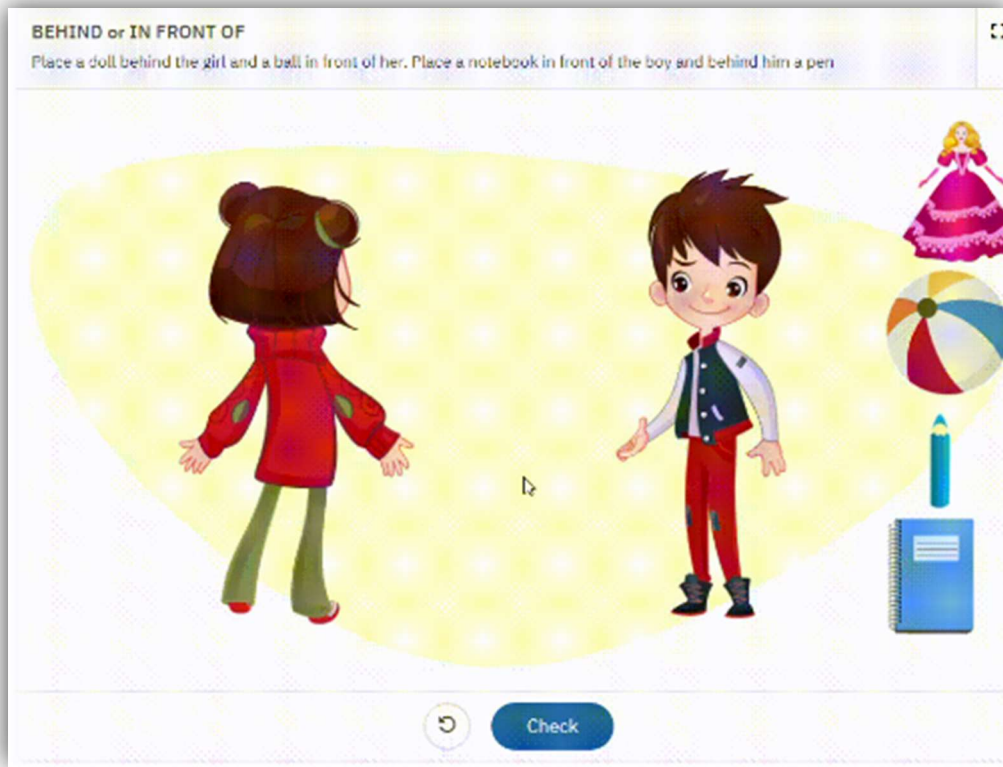 BEHIND or IN FRONT OF
Place a doll behind the girl and a ball in front of her. Place a notebook in front of the boy and behind him a pen
Check